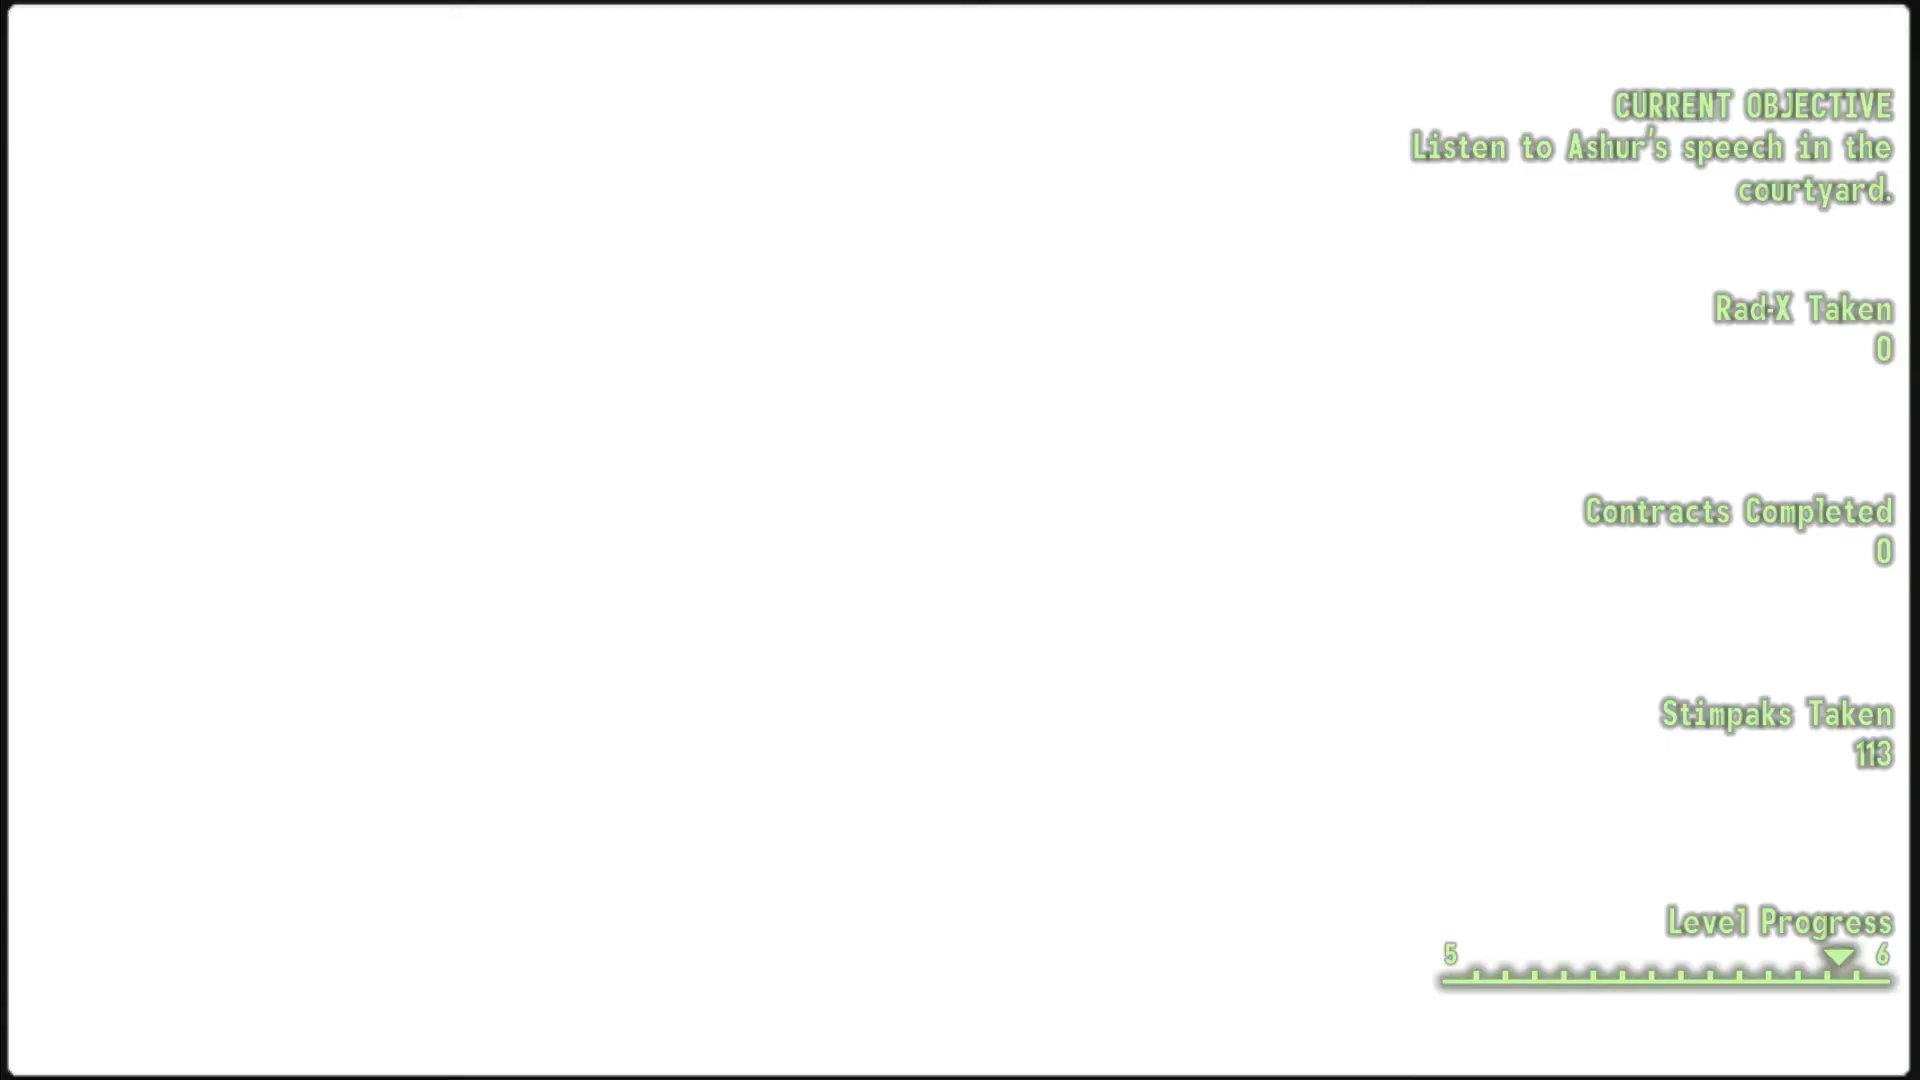 CURRENT OBJECTIVE
Listen to Ashur's speech in the
courtyard.
Rad-X Taken
0
Contracts Completed
0
Stimpaks Taken
113
Level Progress
5 6